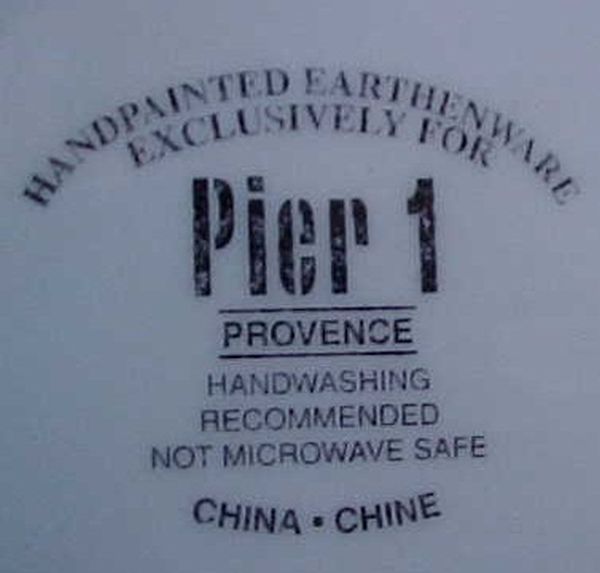 HANDPAINTED EARTHENWARE
EXCLUSIVELY FOR
Pier 1
PROVENCE
HANDWASHING
RECOMMENDED
NOT MICROWAVE SAFE
CHINA • CHINE